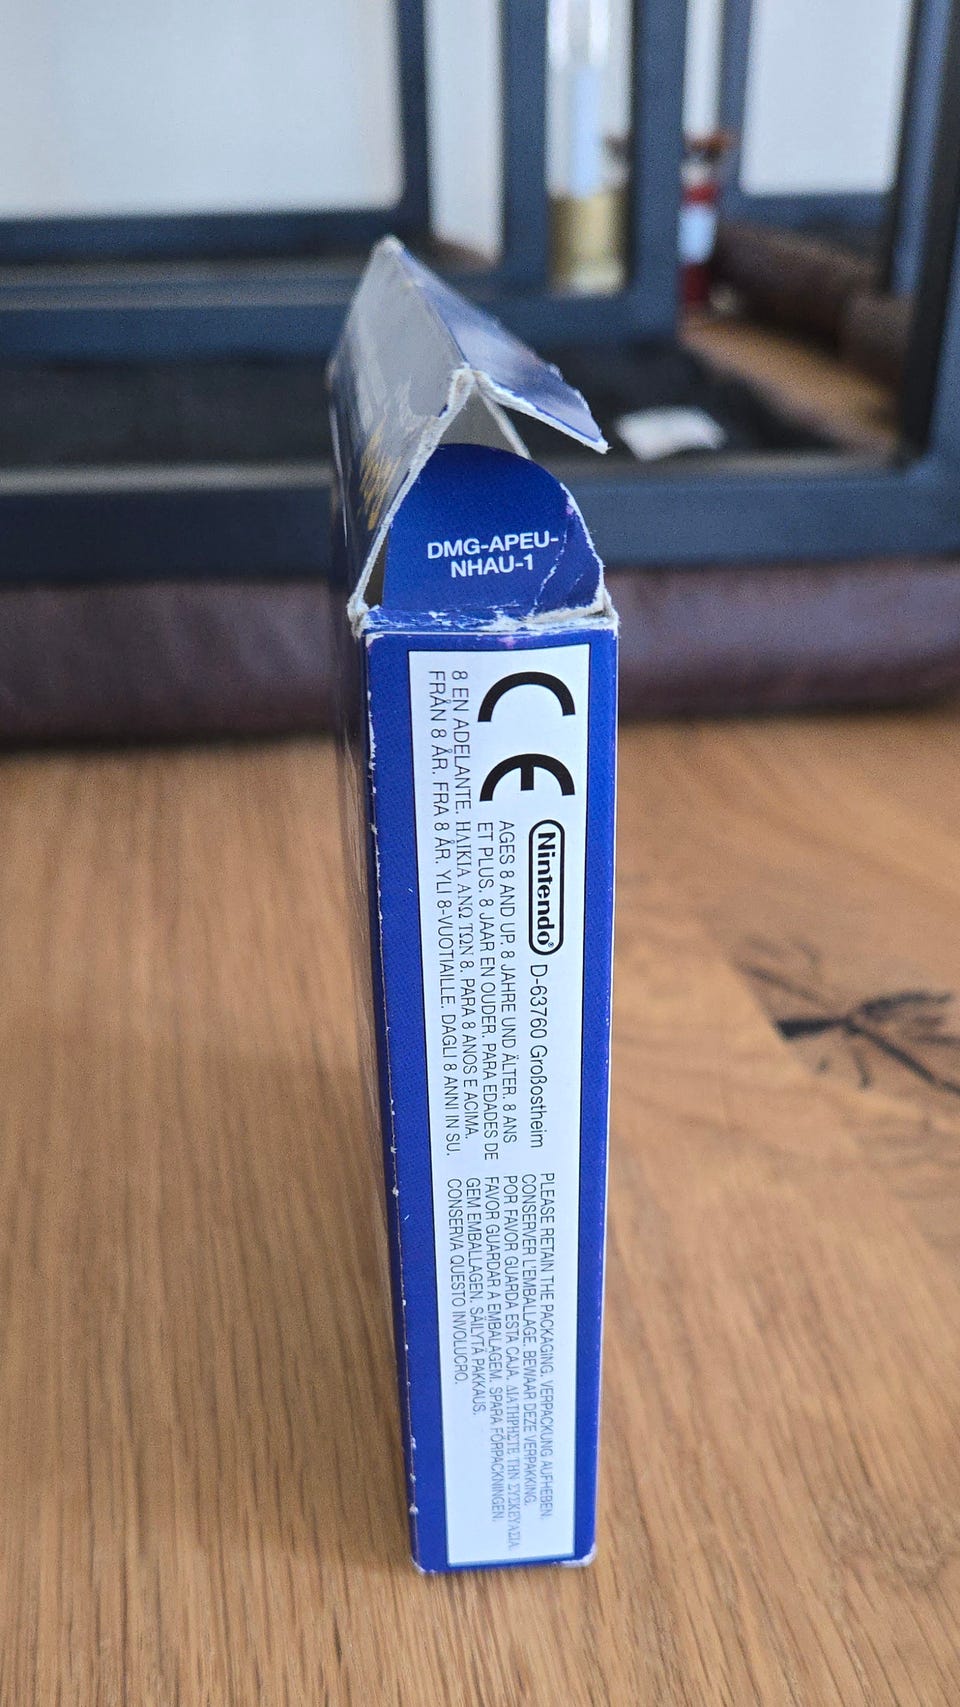 DMG-APEU-
NHAU-1
CE
Nintendo® D-63760 Großostheim
AGES 8 AND UP. 8 JAHRE UND ÄLTER. 8 ANS
ET PLUS. 8 JAAR EN OUDER. PARA EDADES DE
8 EN ADELANTE. ΗΛΙΚΙΑ ΑΝΩ ΤΩΝ 8. PARA 8 ANOS E ACIMA.
FRÅN 8 ÅR. FRA 8 ÅR. YLI 8-VUOTIAILLE. DAGLI 8 ANNI IN SU.
PLEASE RETAIN THE PACKAGING. VERPACKUNG AUFHEBEN.
CONSERVER L'EMBALLAGE. BEWAAR DEZE VERPAKKING.
POR FAVOR GUARDA ESTA CAJA. ΔΙΑΤΗΡΗΣΤΕ ΤΗΝ ΣΥΣΚΕΥΑΣΙΑ.
FAVOR GUARDAR A EMBALAGEM. SPARA FÖRPACKNINGEN.
GEM EMBALLAGEN. SÄILYTÄ PAKKAUS.
CONSERVA QUESTO INVOLUCRO.